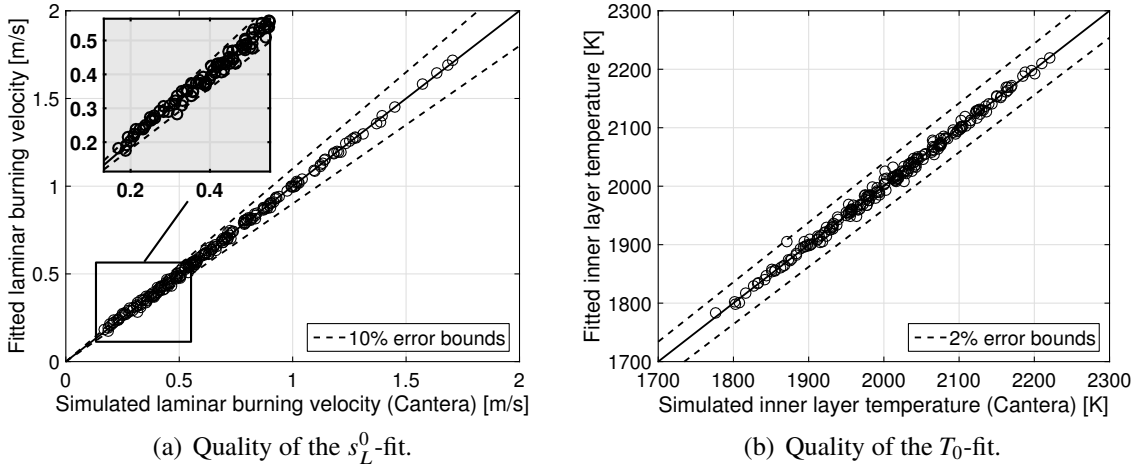 Fitted laminar burning velocity [m/s]
2
1.5
1
0.5
0
0.5
0.4
0.3
0.2
0.2 0.4
10% error bounds
0 0.5 1 1.5 2
Simulated laminar burning velocity (Cantera) [m/s]
(a) Quality of the s_L^0-fit.
Fitted inner layer temperature [K]
2300
2200
2100
2000
1900
1800
1700
2% error bounds
1700 1800 1900 2000 2100 2200 2300
Simulated inner layer temperature (Cantera) [K]
(b) Quality of the T_0-fit.